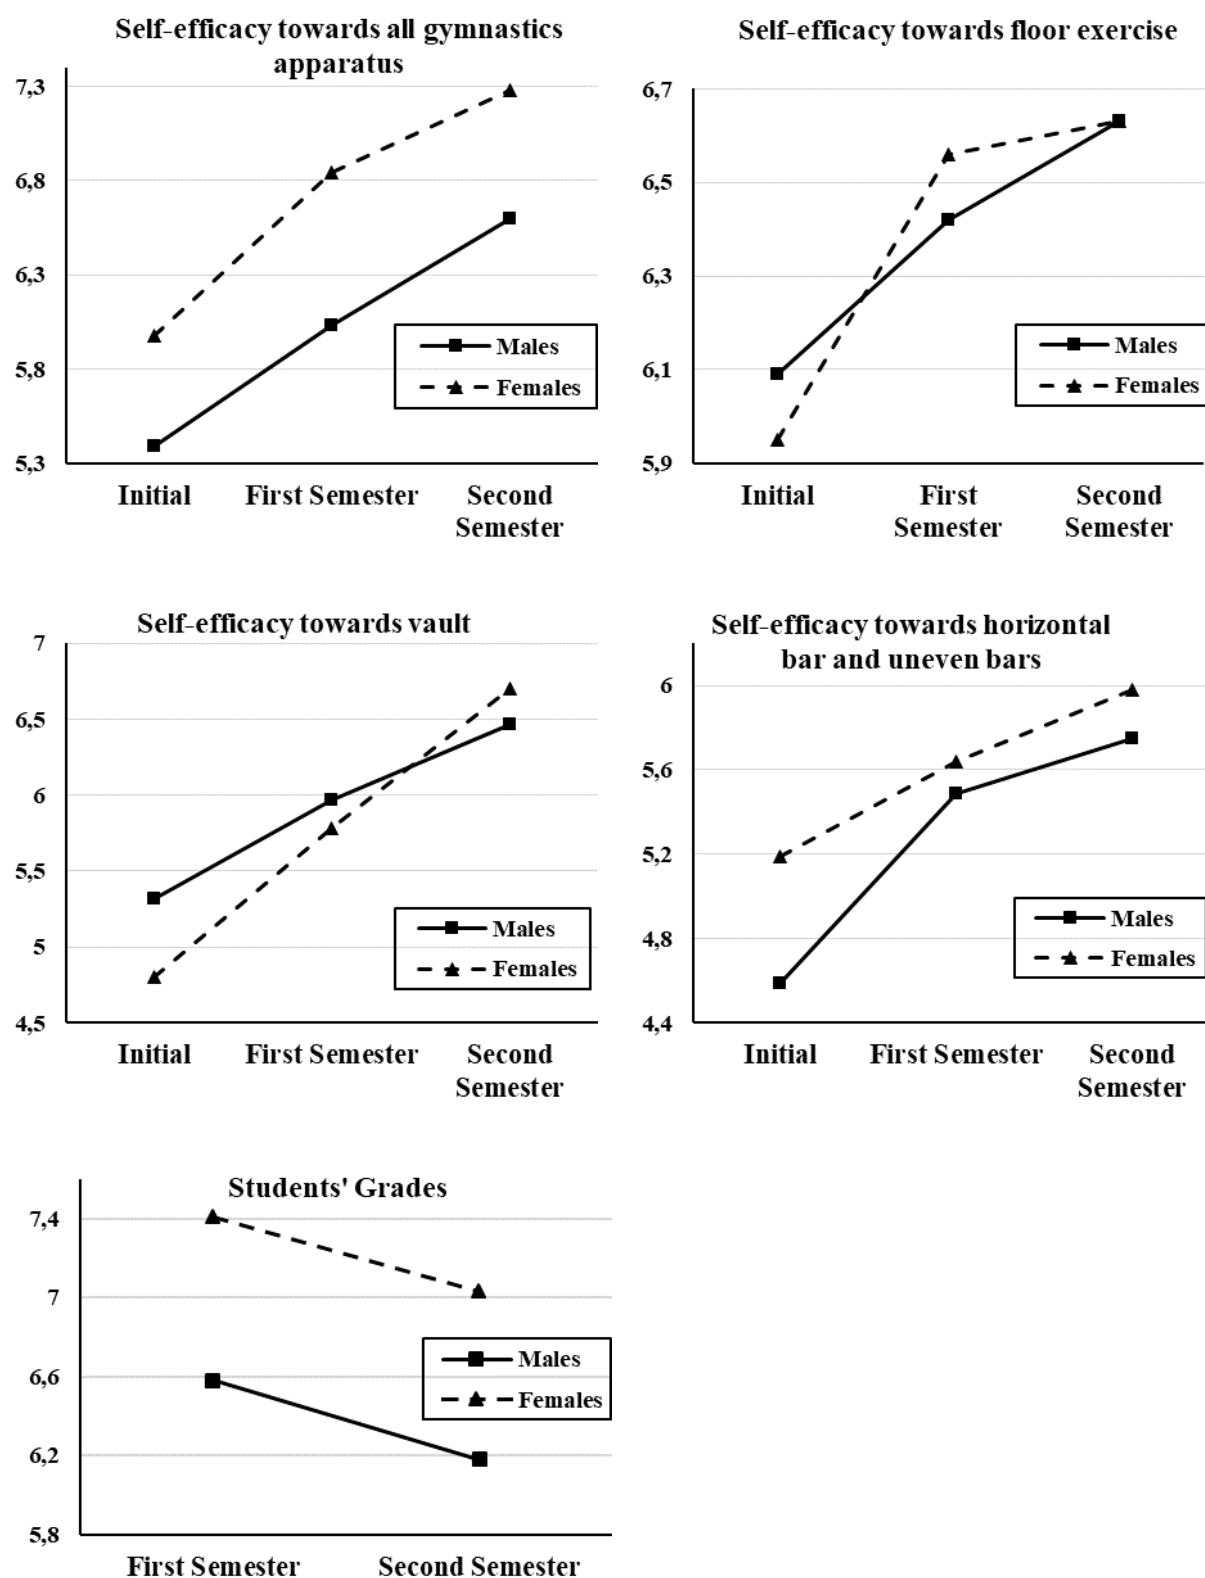 Self-efficacy towards all gymnastics
apparatus
7,3
6,8
6,3
5,8
5,3
Males
Females
Initial
First Semester
Second
Semester
Self-efficacy towards floor exercise
6,7
6,5
6,3
6,1
5,9
Males
Females
Initial
First
Semester
Second
Semester
Self-efficacy towards vault
7
6,5
6
5,5
5
4,5
Males
Females
Initial
First Semester
Second
Semester
Self-efficacy towards horizontal
bar and uneven bars
6
5,6
5,2
4,8
4,4
Males
Females
Initial
First Semester
Second
Semester
Students' Grades
7,4
7
6,6
6,2
5,8
Males
Females
First Semester
Second Semester